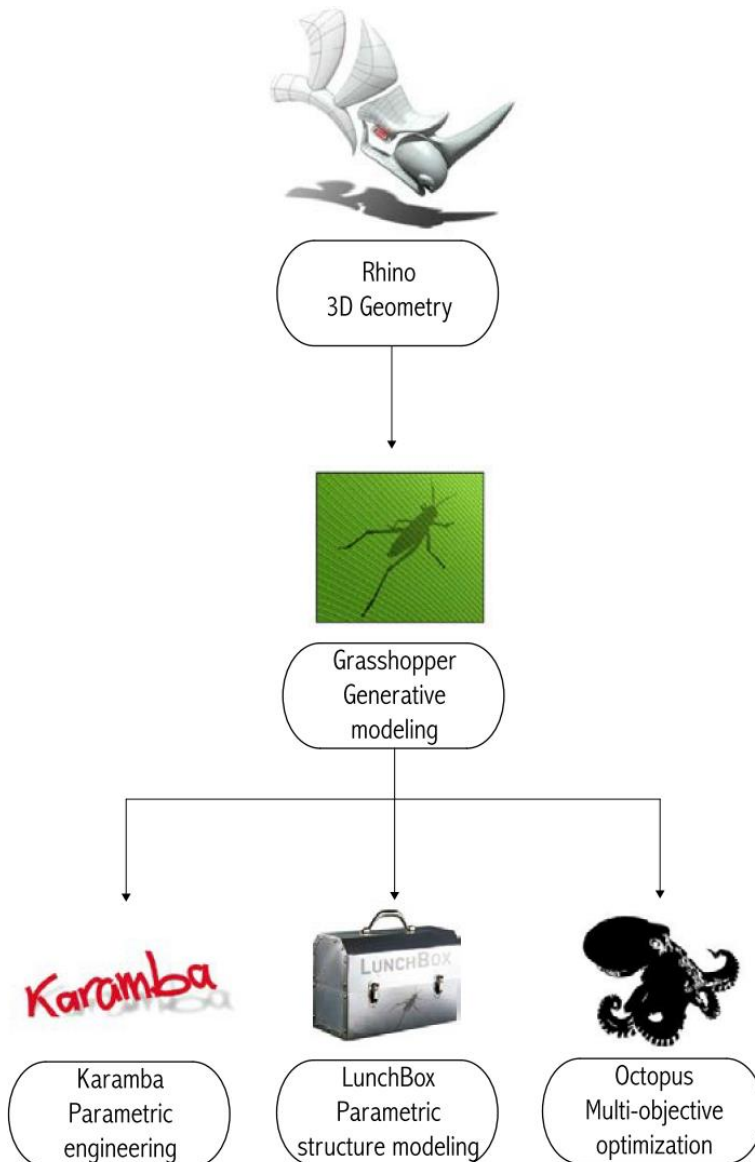 Rhino
3D Geometry
Grasshopper
Generative
modeling
Karamba
LUNCHBOX
Karamba
Parametric
engineering
LunchBox
Parametric
structure modeling
Octopus
Multi-objective
optimization